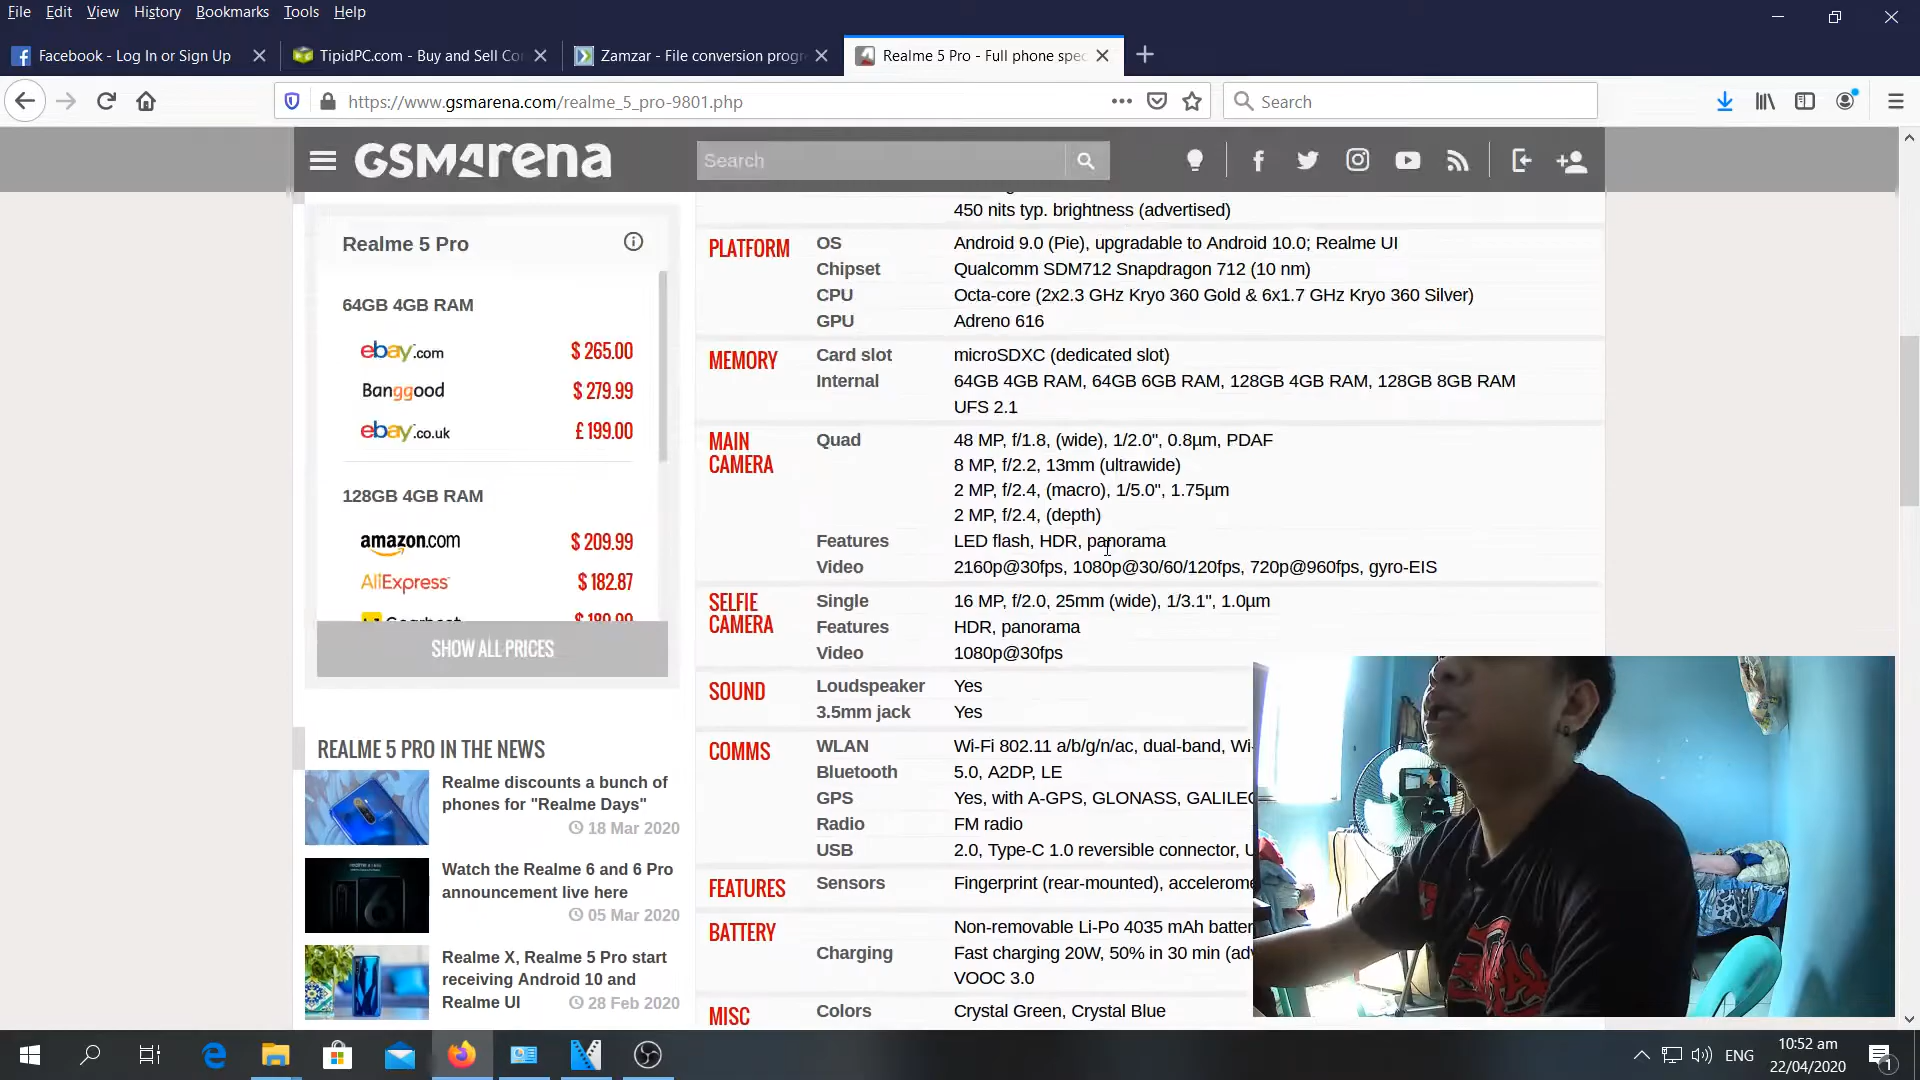 File Edit View History Bookmarks Tools Help
Facebook - Log In or Sign Up
TipidPC.com - Buy and Sell Co
Zamzar - File conversion progr
Realme 5 Pro - Full phone spec
https://www.gsmarena.com/realme_5_pro-9801.php
Search
GSMArena
Search
Realme 5 Pro
64GB 4GB RAM
ebay.com $ 265.00
Banggood $ 279.99
ebay.co.uk £ 199.00
128GB 4GB RAM
amazon.com $ 209.99
AliExpress $ 182.87
SHOW ALL PRICES
REALME 5 PRO IN THE NEWS
Realme discounts a bunch of
phones for "Realme Days"
18 Mar 2020
Watch the Realme 6 and 6 Pro
announcement live here
05 Mar 2020
Realme X, Realme 5 Pro start
receiving Android 10 and
Realme UI 28 Feb 2020
450 nits typ. brightness (advertised)
PLATFORM OS Android 9.0 (Pie), upgradable to Android 10.0; Realme UI
Chipset Qualcomm SDM712 Snapdragon 712 (10 nm)
CPU Octa-core (2x2.3 GHz Kryo 360 Gold & 6x1.7 GHz Kryo 360 Silver)
GPU Adreno 616
MEMORY Card slot microSDXC (dedicated slot)
Internal 64GB 4GB RAM, 64GB 6GB RAM, 128GB 4GB RAM, 128GB 8GB RAM
UFS 2.1
MAIN CAMERA Quad 48 MP, f/1.8, (wide), 1/2.0", 0.8µm, PDAF
8 MP, f/2.2, 13mm (ultrawide)
2 MP, f/2.4, (macro), 1/5.0", 1.75µm
2 MP, f/2.4, (depth)
Features LED flash, HDR, panorama
Video 2160p@30fps, 1080p@30/60/120fps, 720p@960fps, gyro-EIS
SELFIE CAMERA Single 16 MP, f/2.0, 25mm (wide), 1/3.1", 1.0µm
Features HDR, panorama
Video 1080p@30fps
SOUND Loudspeaker Yes
3.5mm jack Yes
COMMS WLAN Wi-Fi 802.11 a/b/g/n/ac, dual-band, Wi-
Bluetooth 5.0, A2DP, LE
GPS Yes, with A-GPS, GLONASS, GALILEO
Radio FM radio
USB 2.0, Type-C 1.0 reversible connector, U
FEATURES Sensors Fingerprint (rear-mounted), accelerome
BATTERY Non-removable Li-Po 4035 mAh batter
Charging Fast charging 20W, 50% in 30 min (adv
VOOC 3.0
MISC Colors Crystal Green, Crystal Blue
ENG
10:52 am
22/04/2020
1